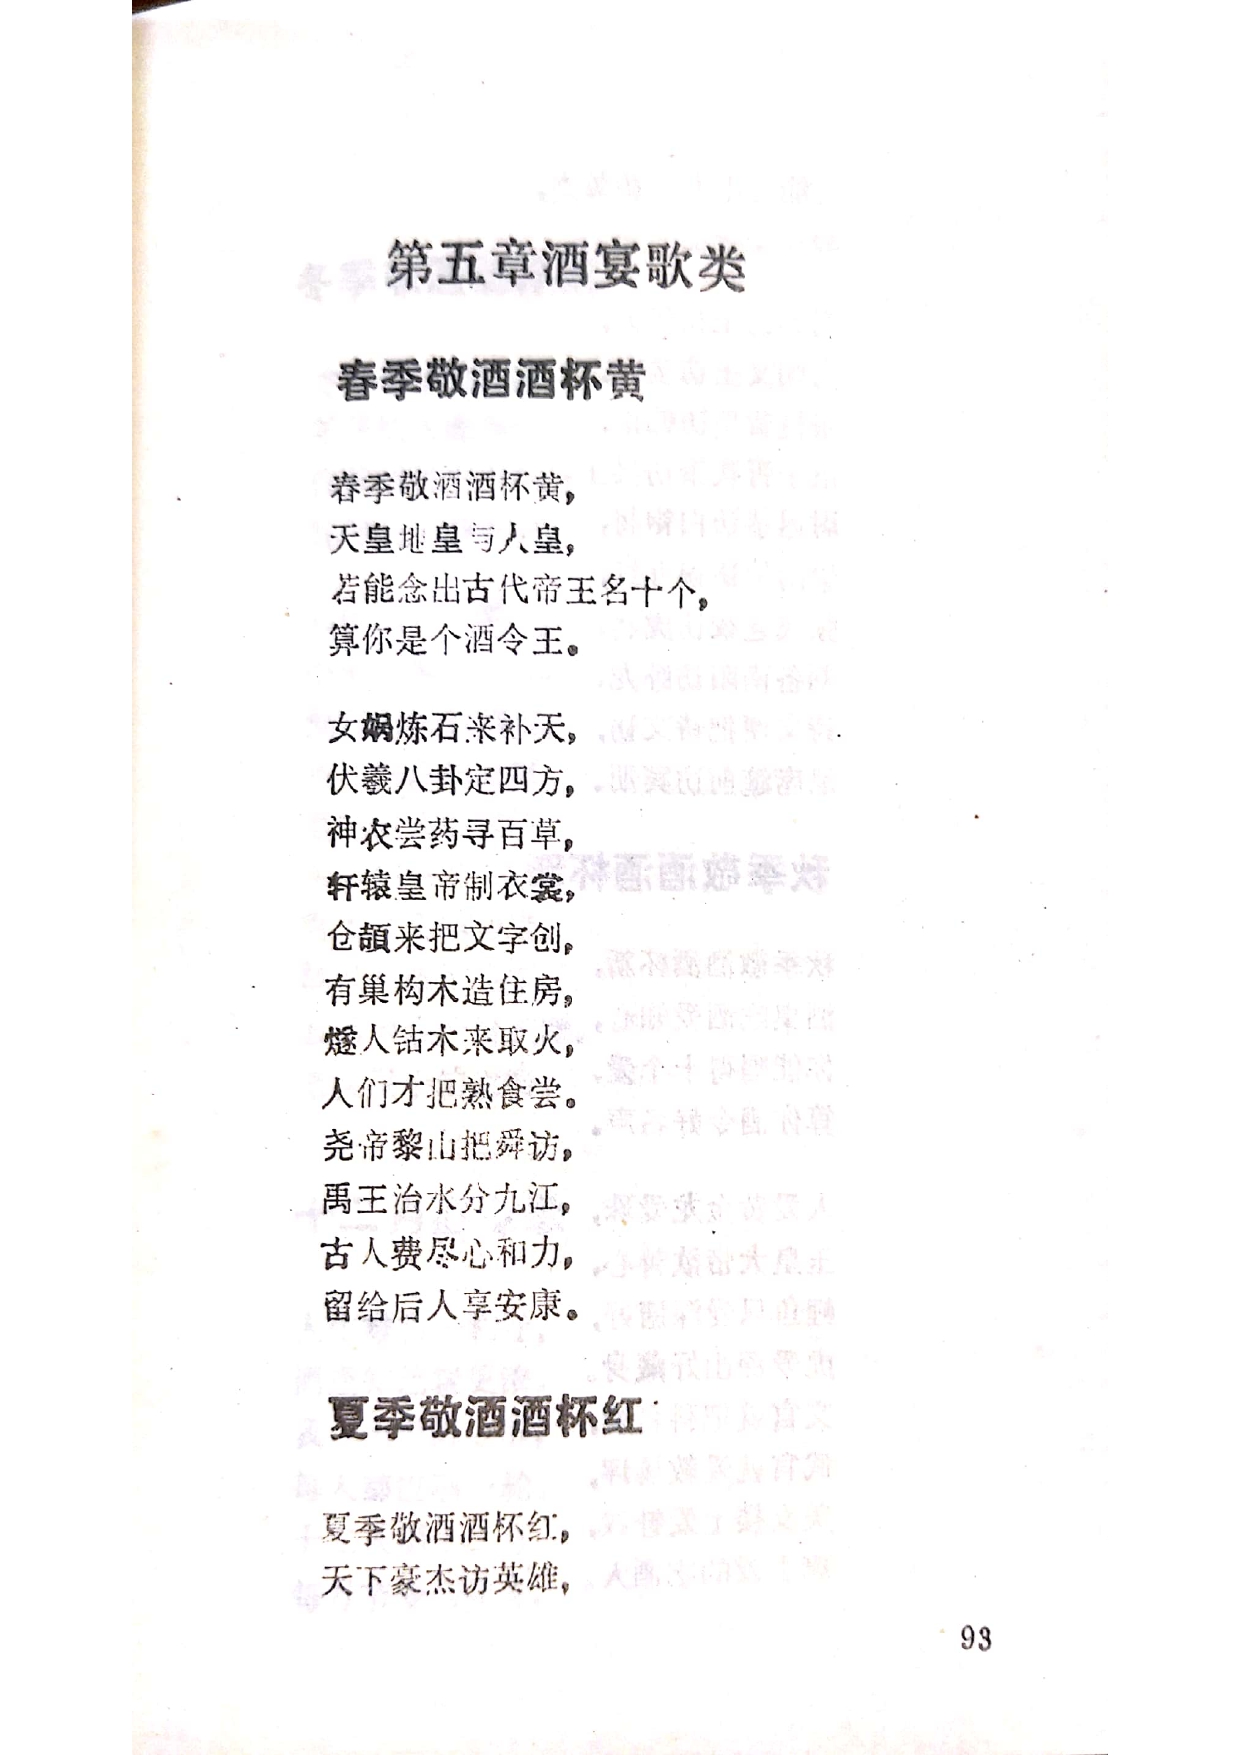 第五章酒宴歌类
春季敬酒酒杯黄
春季敬酒酒杯黄，
天皇地皇与人皇，
若能念出古代帝王名十个，
算你是个酒令王。
女娲炼石来补天，
伏羲八卦定四方，
神农尝药寻百草，
轩辕皇帝制衣裳，
仓頡来把文字创，
有巢构木造住房，
燧人钻木来取火，
人们才把熟食尝。
尧帝黎山把舜访，
禹王治水分九江，
古人费尽心和力，
留给后人享安康。
夏季敬酒酒杯红
夏季敬酒酒杯红，
天下豪杰访英雄，
93